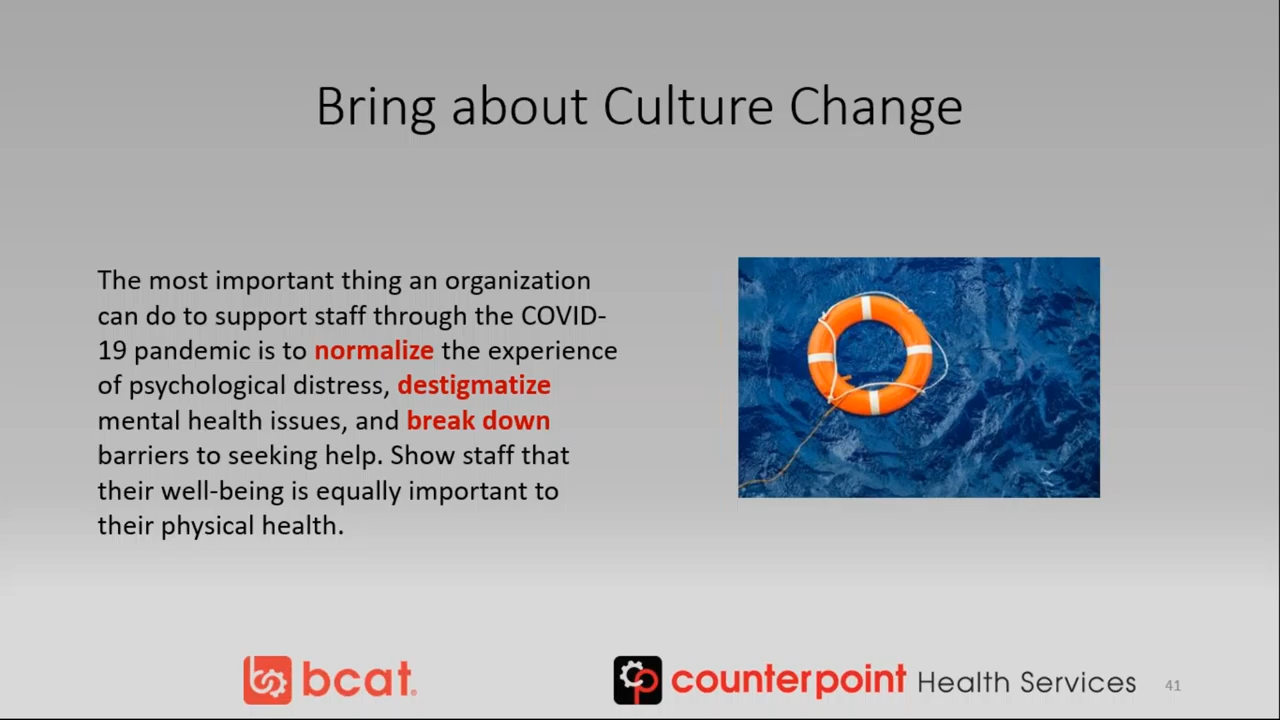 Bring about Culture Change
The most important thing an organization
can do to support staff through the COVID-
19 pandemic is to normalize the experience
of psychological distress, destigmatize
mental health issues, and break down
barriers to seeking help. Show staff that
their well-being is equally important to
their physical health.
bcat®
counterpoint Health Services
41